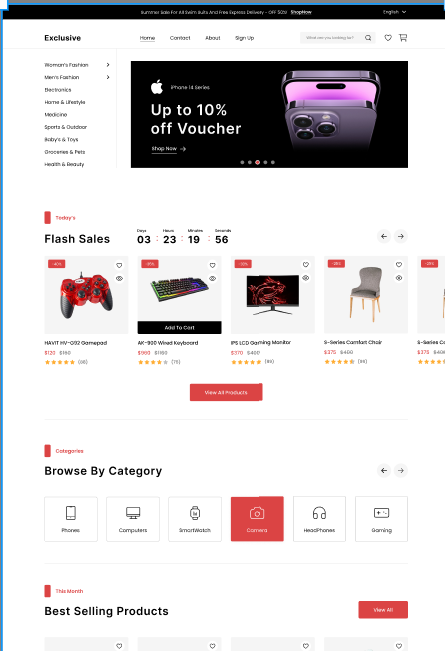 Summer Sale For All Swim Suits And Free Express Delivery - OFF 50%! ShopNow
English
Exclusive
Home
Contact
About
Sign Up
What are you looking for?
Woman's Fashion
Men's Fashion
Electronics
Home & Lifestyle
Medicine
Sports & Outdoor
Baby's & Toys
Groceries & Pets
Health & Beauty
iPhone 14 Series
Up to 10%
off Voucher
Shop Now
Today's
Flash Sales
Days
Hours
Minutes
Seconds
03 : 23 : 19 : 56
-40%
-35%
-30%
-25%
-25%
Add To Cart
HAVIT HV-G92 Gamepad
$120 $160
(88)
AK-900 Wired Keyboard
$960 $1160
(75)
IPS LCD Gaming Monitor
$370 $400
(99)
S-Series Comfort Chair
$375 $400
(99)
S-Series Co
$375
View All Products
Categories
Browse By Category
Phones
Computers
SmartWatch
Camera
HeadPhones
Gaming
This Month
Best Selling Products
View All